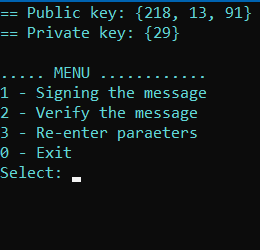 == Public key: {218, 13, 91}
== Private key: {29}
..... MENU ............
1 - Signing the message
2 - Verify the message
3 - Re-enter paraeters
0 - Exit
Select: